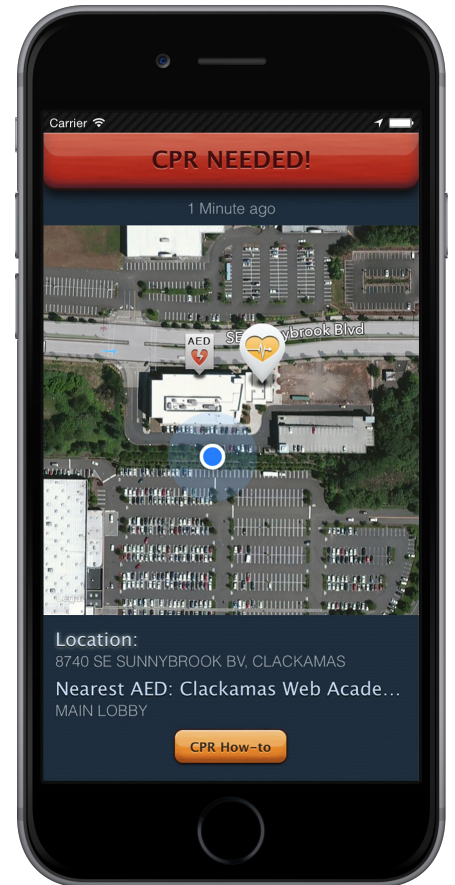 Carrier
CPR NEEDED!
1 Minute ago
SE nnybrook Blvd
AED
Location:
8740 SE SUNNYBROOK BV, CLACKAMAS
Nearest AED: Clackamas Web Acade...
MAIN LOBBY
CPR How-to